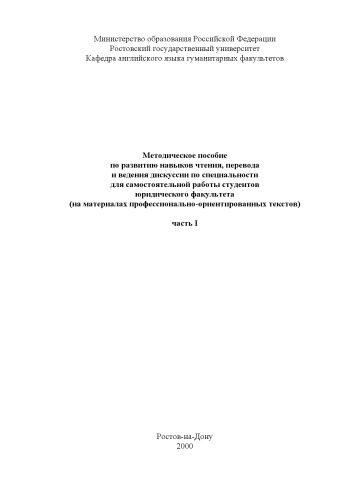 Министерство образования Российской Федерации
Ростовский государственный университет
Кафедра английского языка гуманитарных факультетов
Методическое пособие
по развитию навыков чтения, перевода
и ведения дискуссии по специальности
для самостоятельной работы студентов
юридического факультета
(на материалах профессионально-ориентированных текстов)
часть I
Ростов-на-Дону
2000